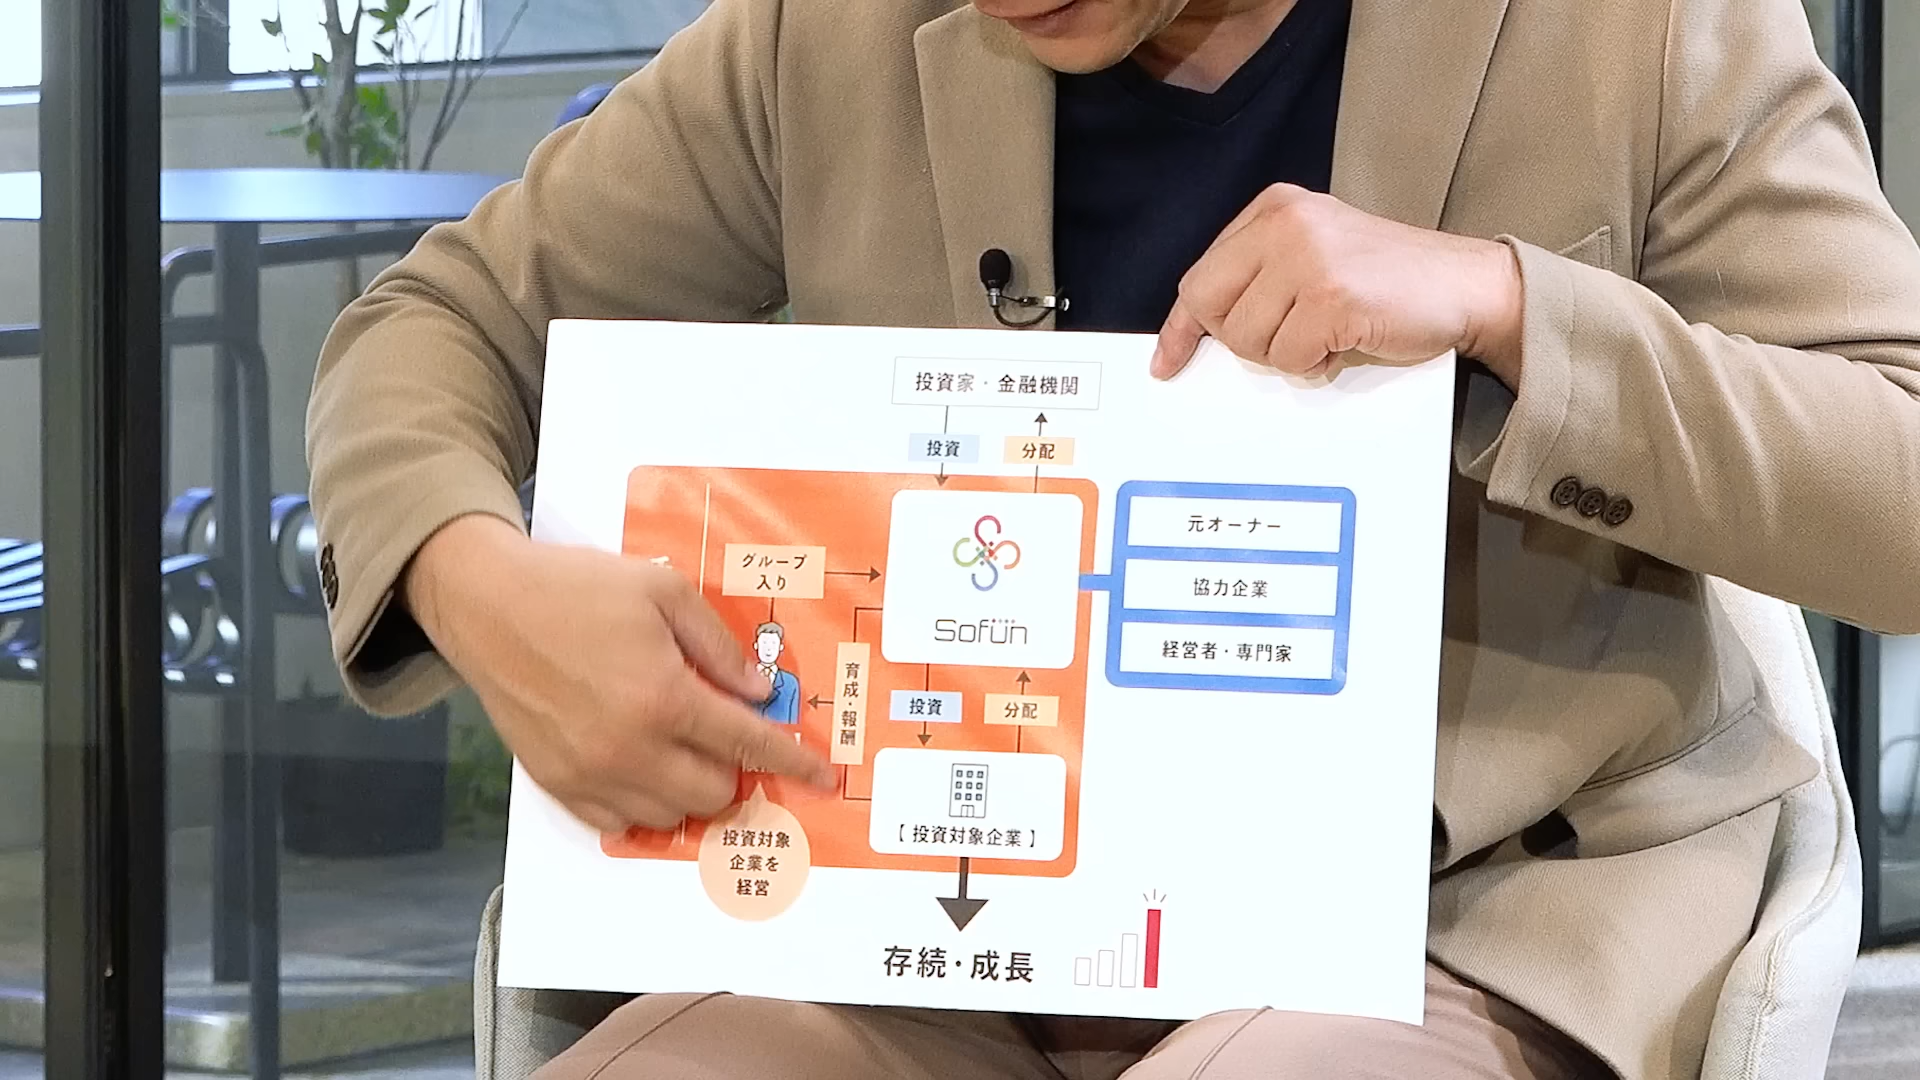 投資家・金融機関
投資
分配
グループ
入り
Sofün
元オーナー
協力企業
経営者・専門家
育成・報酬
投資
分配
【 投資対象企業 】
投資対象
企業を
経営
存続・成長